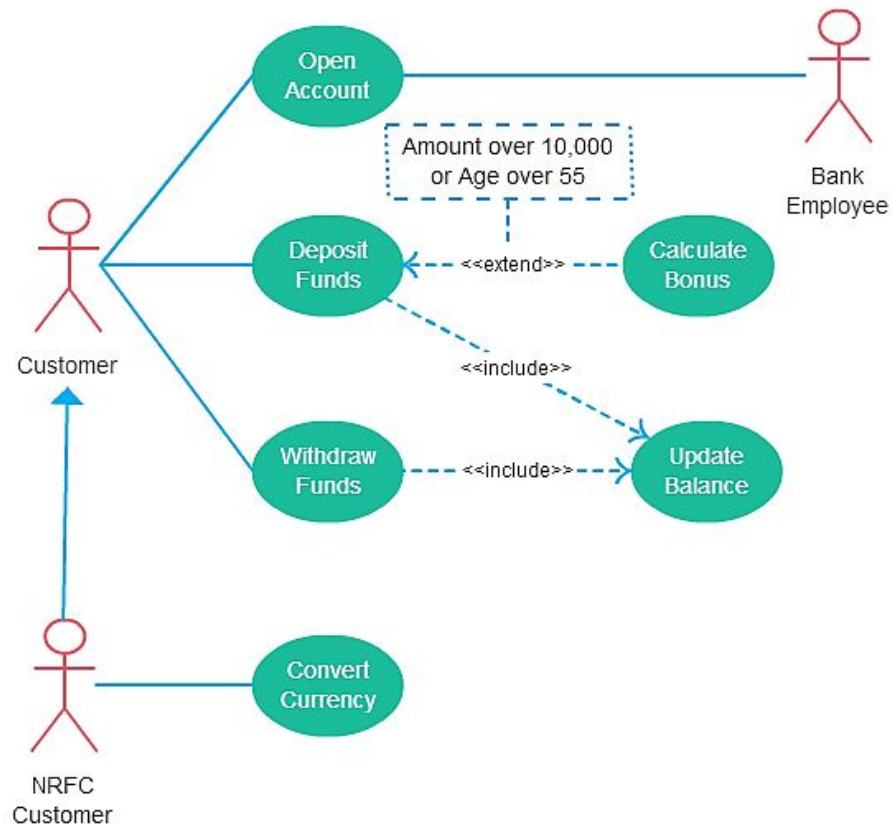 Open
Account
Amount over 10,000
or Age over 55
Bank
Employee
Deposit
Funds
<<extend>>
Calculate
Bonus
Customer
<<include>>
Withdraw
Funds
<<include>>
Update
Balance
Convert
Currency
NRFC
Customer